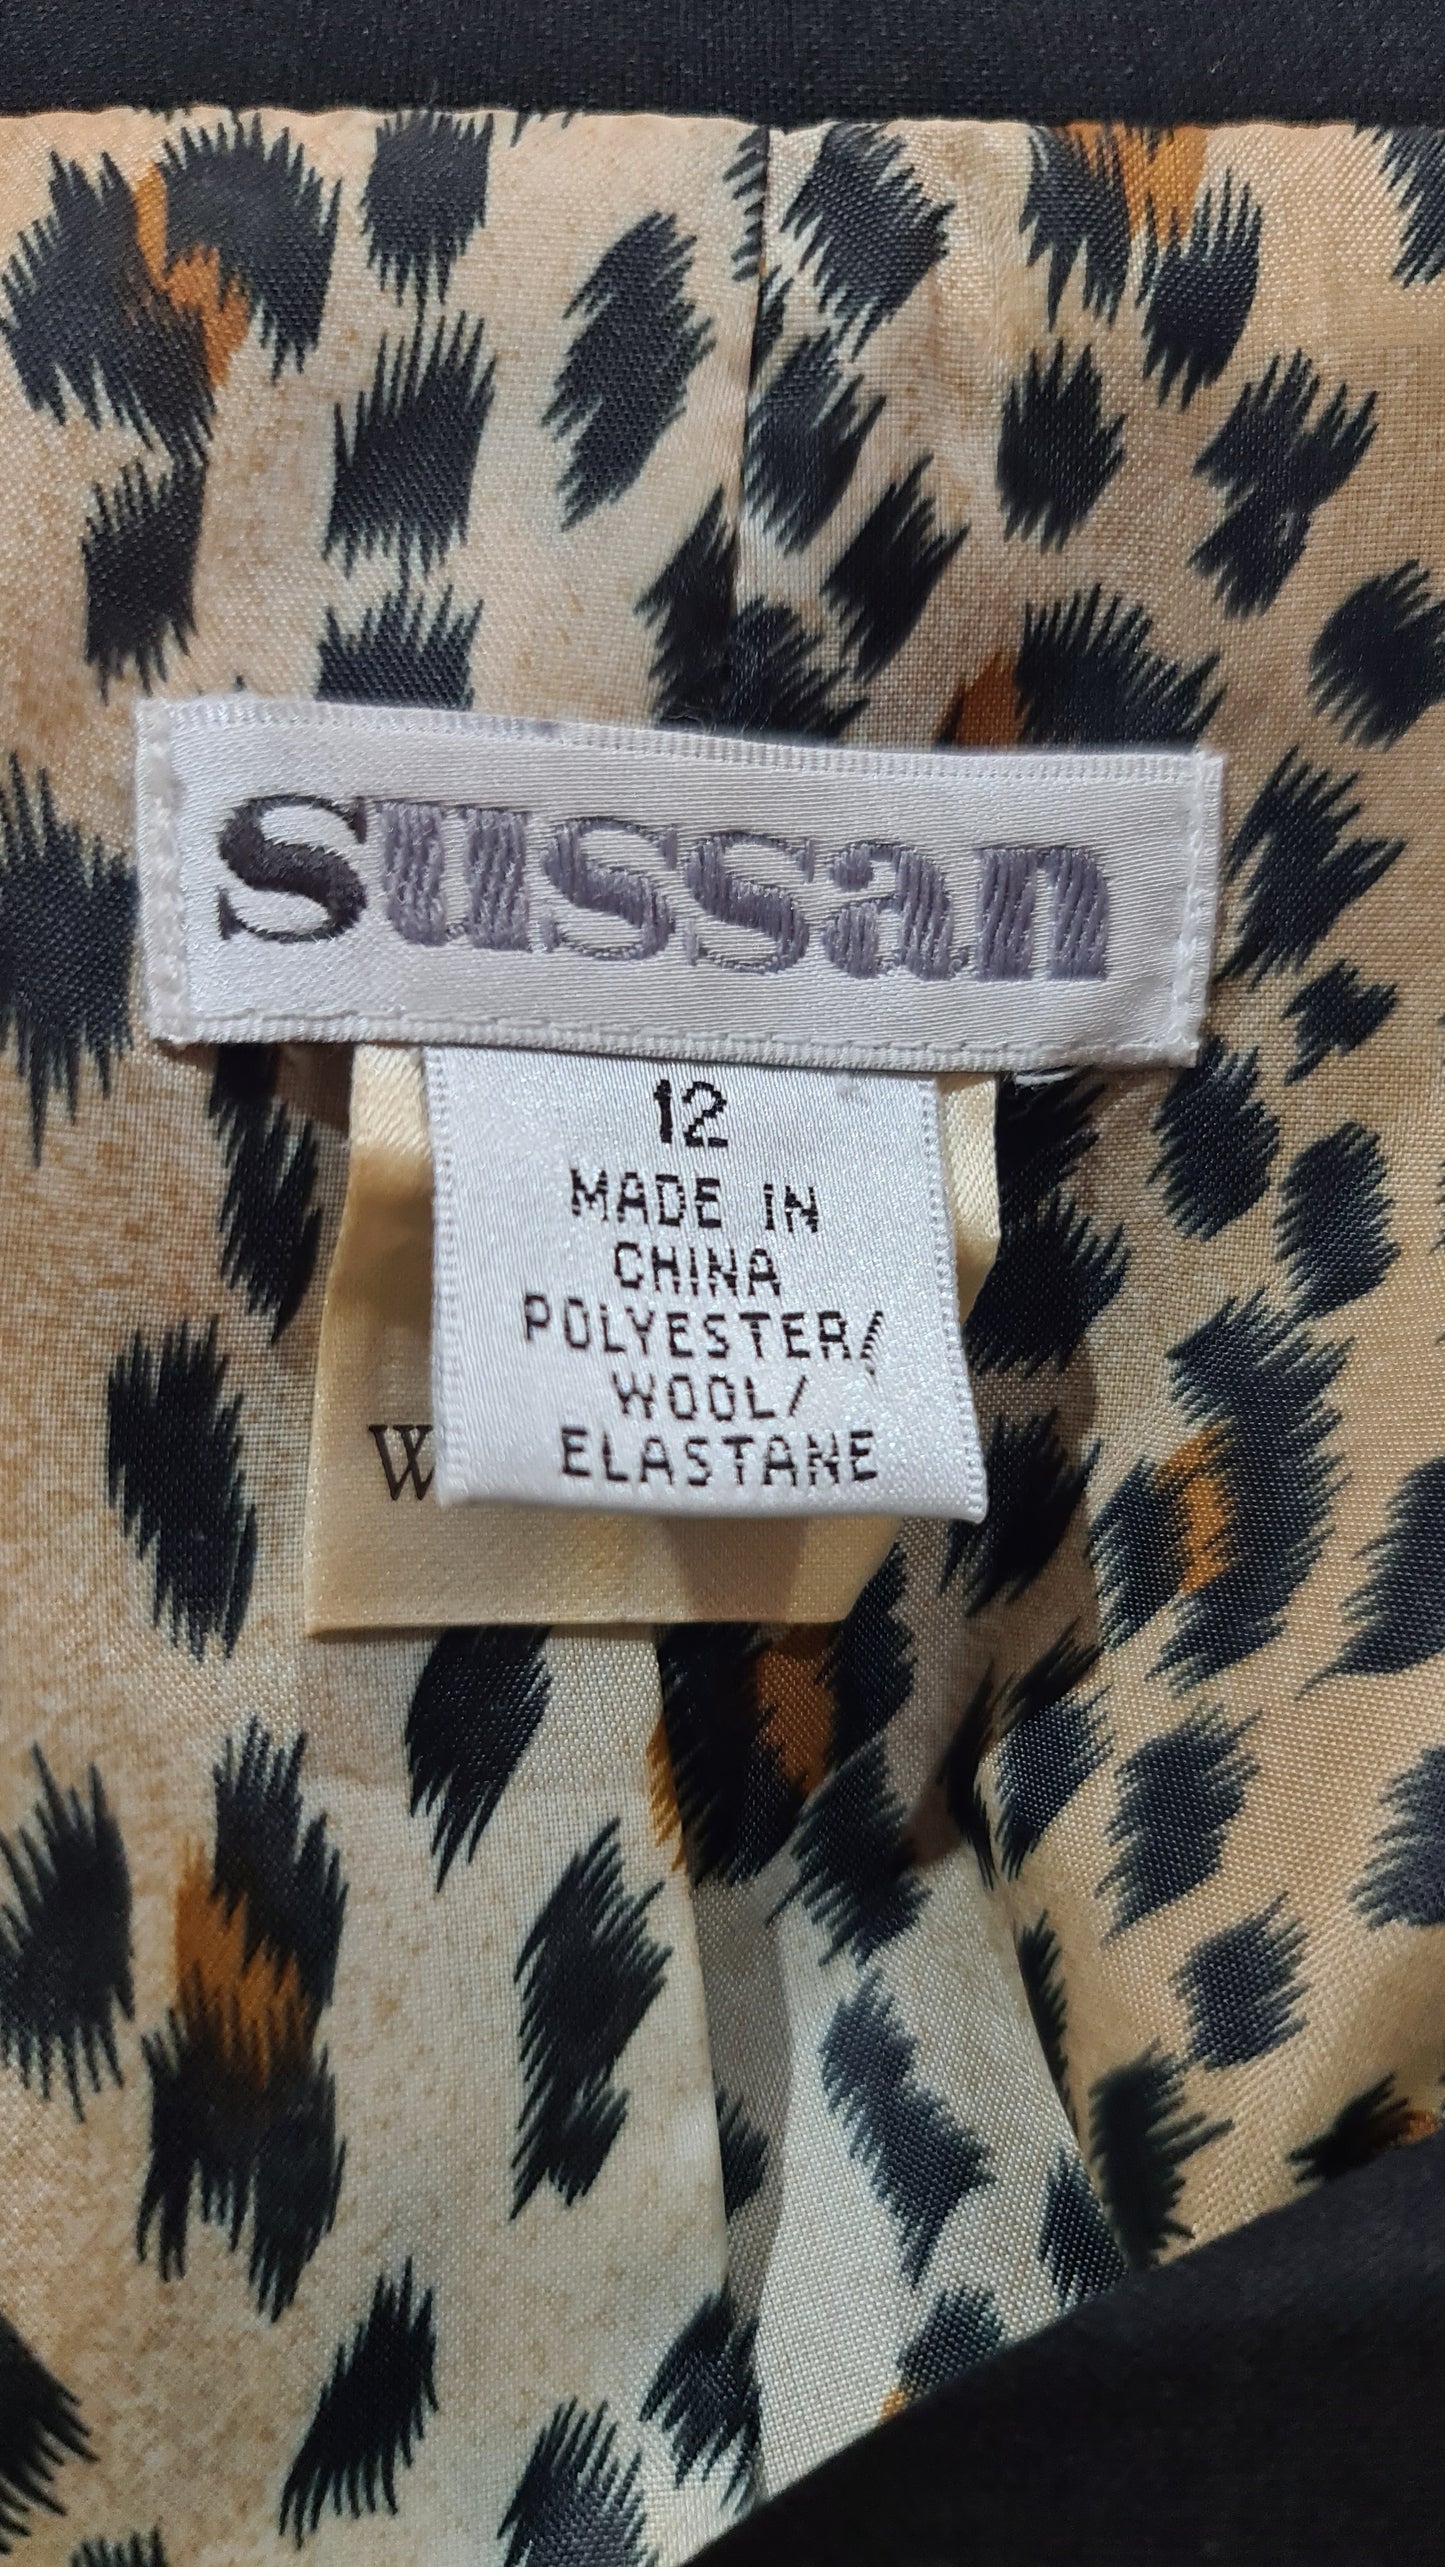 sussan
12
MADE IN
CHINA
POLYESTER/
WOOL/
ELASTANE
W